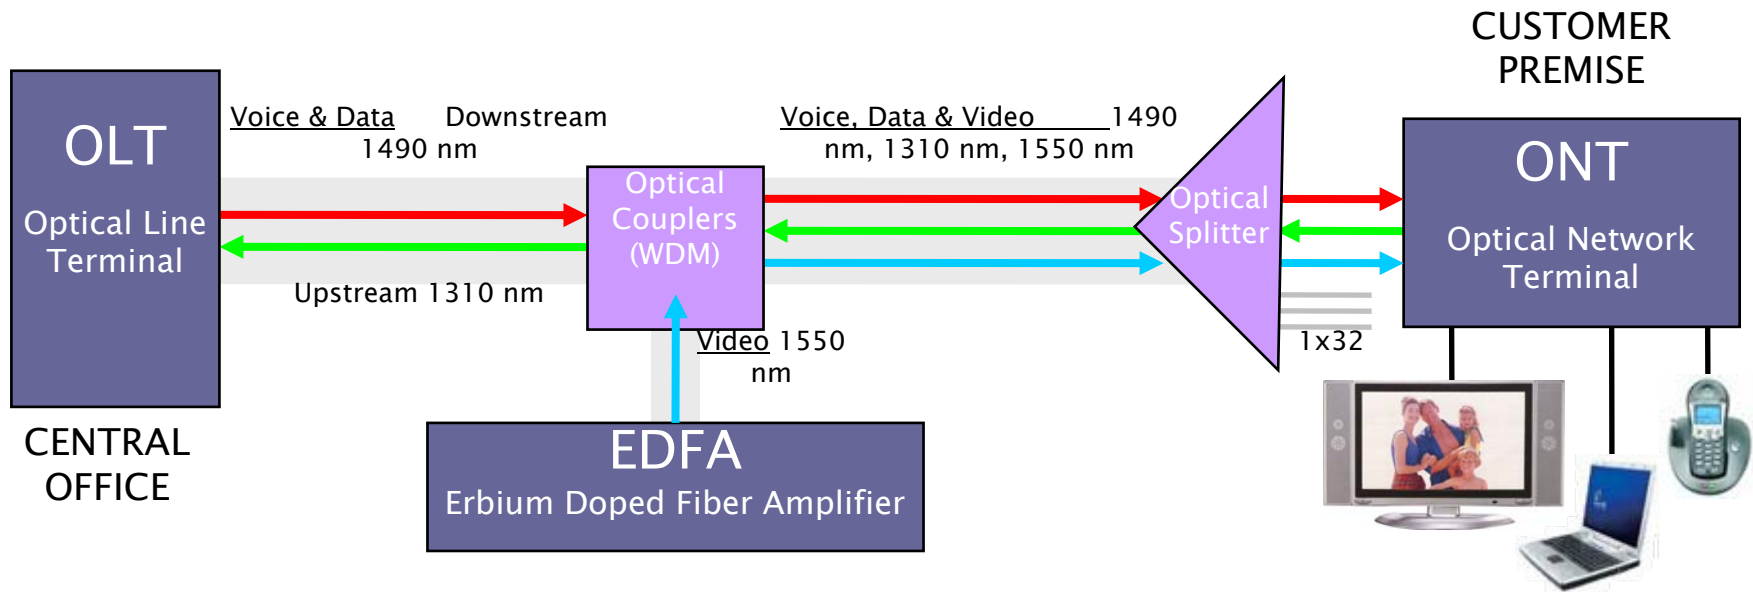 CUSTOMER
PREMISE
OLT
Optical Line
Terminal
CENTRAL
OFFICE
Voice & Data Downstream
1490 nm
Upstream 1310 nm
Optical
Couplers
(WDM)
Video 1550
nm
EDFA
Erbium Doped Fiber Amplifier
Voice, Data & Video 1490
nm, 1310 nm, 1550 nm
Optical
Splitter
1x32
ONT
Optical Network
Terminal